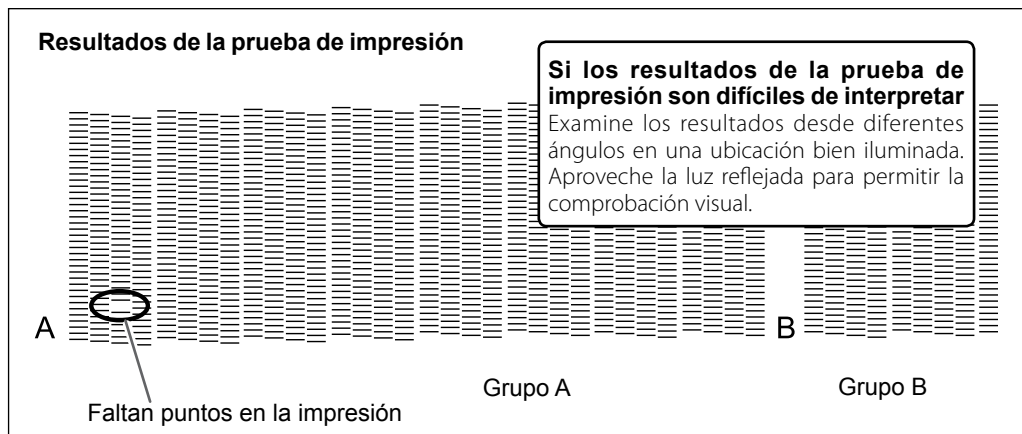 Resultados de la prueba de impresión
Si los resultados de la prueba de
impresión son difíciles de interpretar
Examine los resultados desde diferentes
ángulos en una ubicación bien iluminada.
Aproveche la luz reflejada para permitir la
comprobación visual.
A
B
Grupo A
Grupo B
Faltan puntos en la impresión